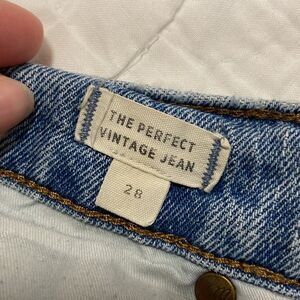 THE PERFECT
VINTAGE JEAN
28